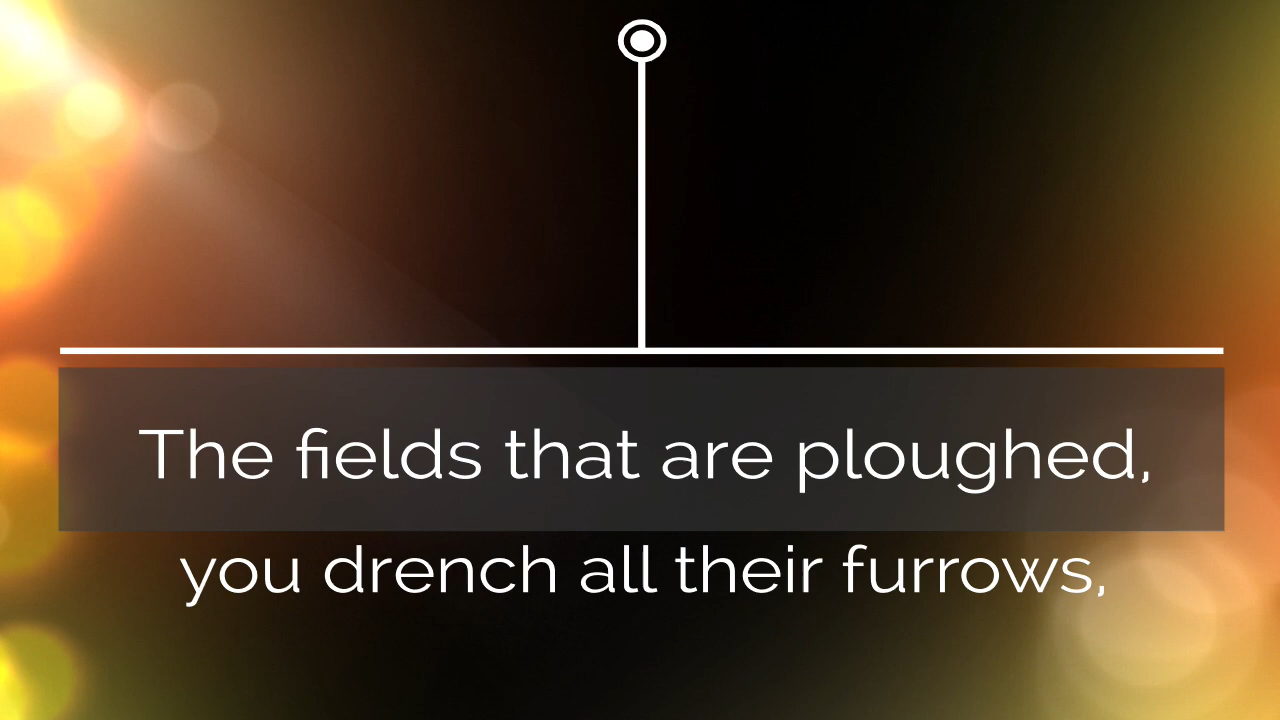 The fields that are ploughed,
you drench all their furrows,